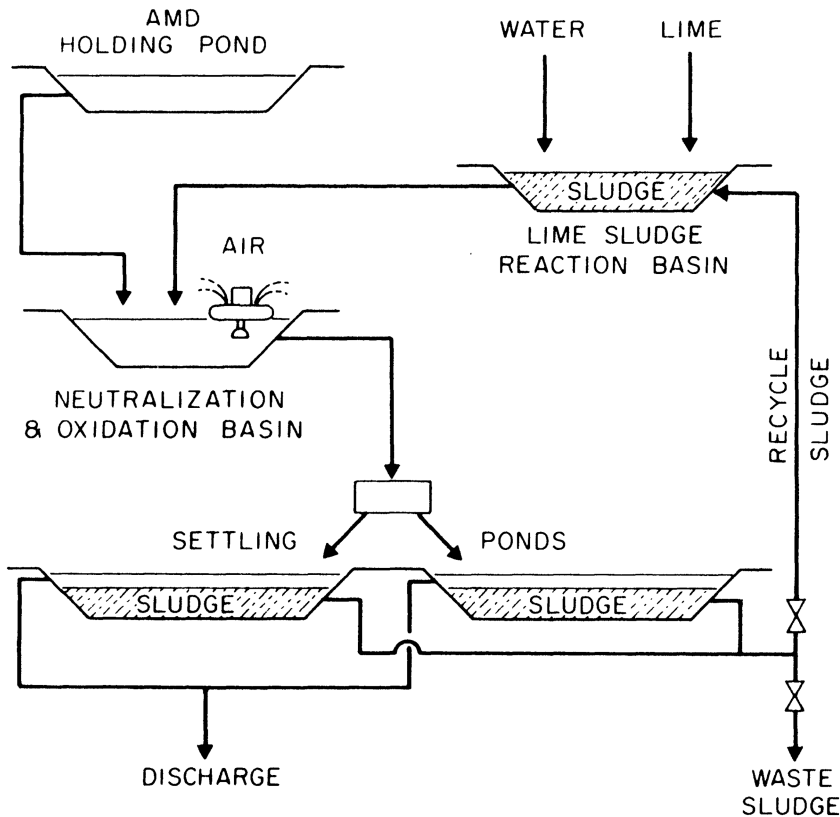 AMD
HOLDING POND
WATER
LIME
SLUDGE
LIME SLUDGE
REACTION BASIN
AIR
NEUTRALIZATION
& OXIDATION BASIN
RECYCLE
SLUDGE
SETTLING
PONDS
SLUDGE
SLUDGE
DISCHARGE
WASTE
SLUDGE